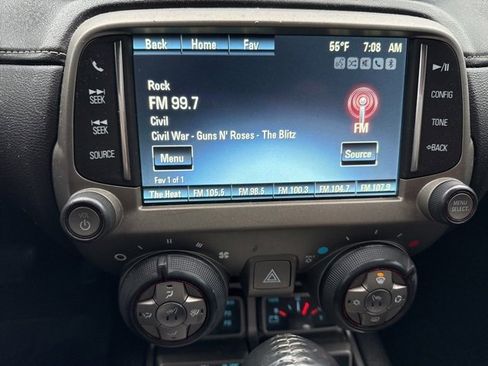 Back Home Fav 55°F 7:08 AM
Rock
FM 99.7
Civil
Civil War - Guns N' Roses - The Blitz
FM
Menu
Source
Fav 1 of 1
The Heat FM 105.5 FM 98.5 FM 100.3 FM 104.7 FM 107.9
SEEK
SEEK
SOURCE
CONFIG
TONE
BACK
VOL
MENU
SELECT